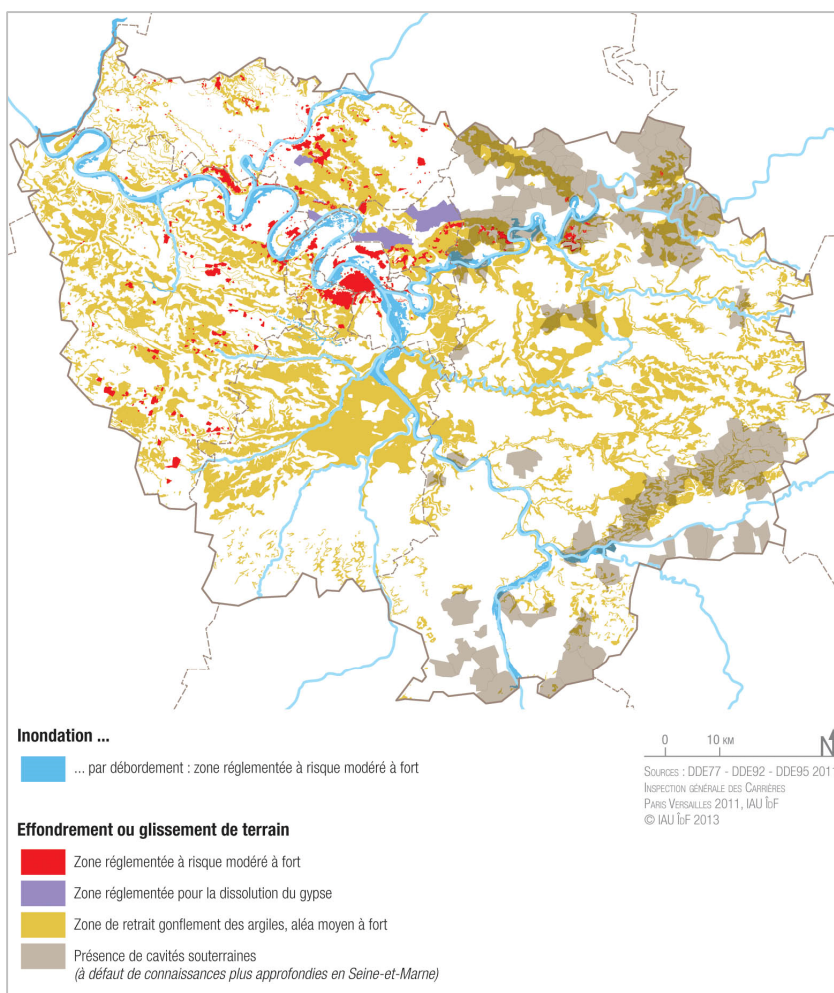 Inondation ...
... par débordement : zone réglementée à risque modéré à fort
0 10 KM
N
SOURCES : DDE77 - DDE92 - DDE95 2011
INSPECTION GÉNÉRALE DES CARRIÈRES
PARIS VERSAILLES 2011, IAU ÎDF
© IAU ÎDF 2013
Effondrement ou glissement de terrain
Zone réglementée à risque modéré à fort
Zone réglementée pour la dissolution du gypse
Zone de retrait gonflement des argiles, aléa moyen à fort
Présence de cavités souterraines
(à défaut de connaissances plus approfondies en Seine-et-Marne)